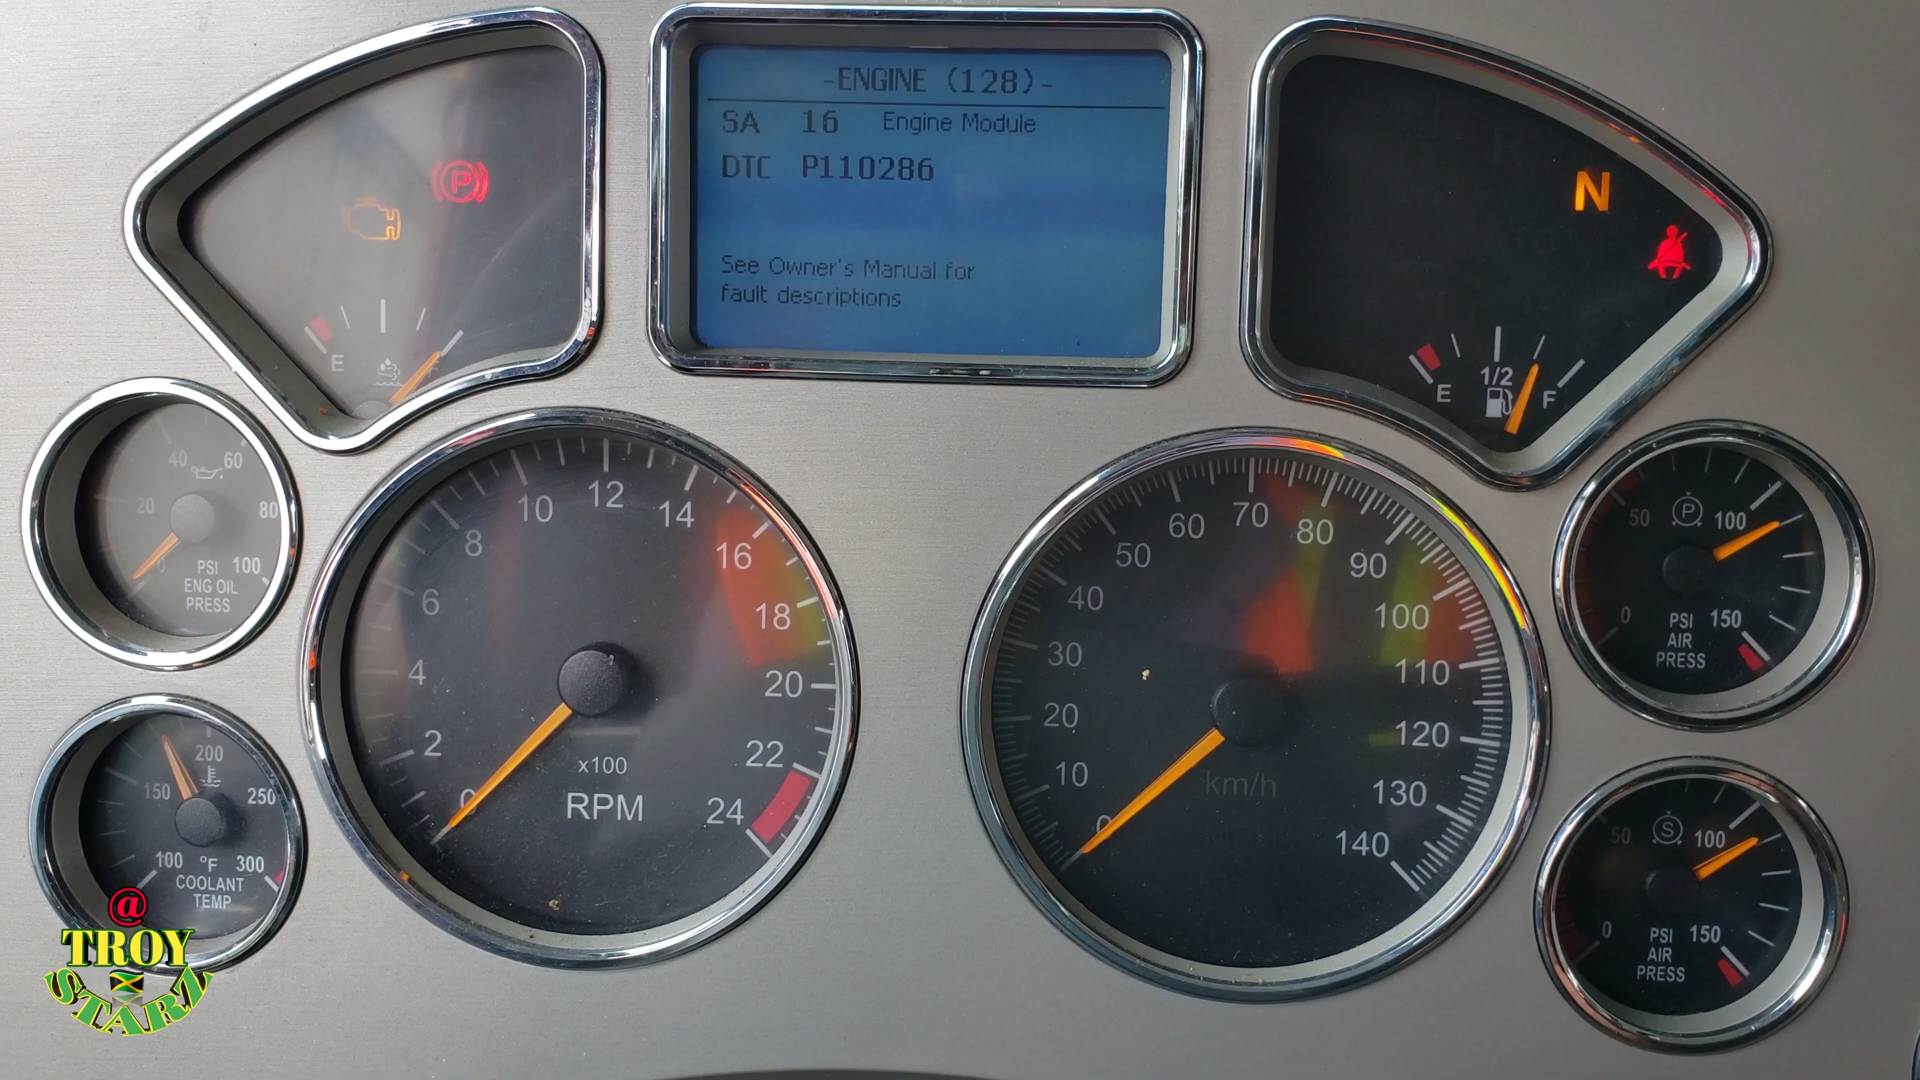 -ENGINE (128)-
SA 16 Engine Module
DTC P110286
See Owner's Manual for
fault descriptions
P
E F
N
E 1/2 F
0 20 40 60 80 100
PSI
ENG OIL
PRESS
100 150 200 250 300
°F
COOLANT
TEMP
0 2 4 6 8 10 12 14 16 18 20 22 24
x100
RPM
0 10 20 30 40 50 60 70 80 90 100 110 120 130 140
km/h
P
0 50 100 150
PSI
AIR
PRESS
S
0 50 100 150
PSI
AIR
PRESS
@
TROY
STARZ